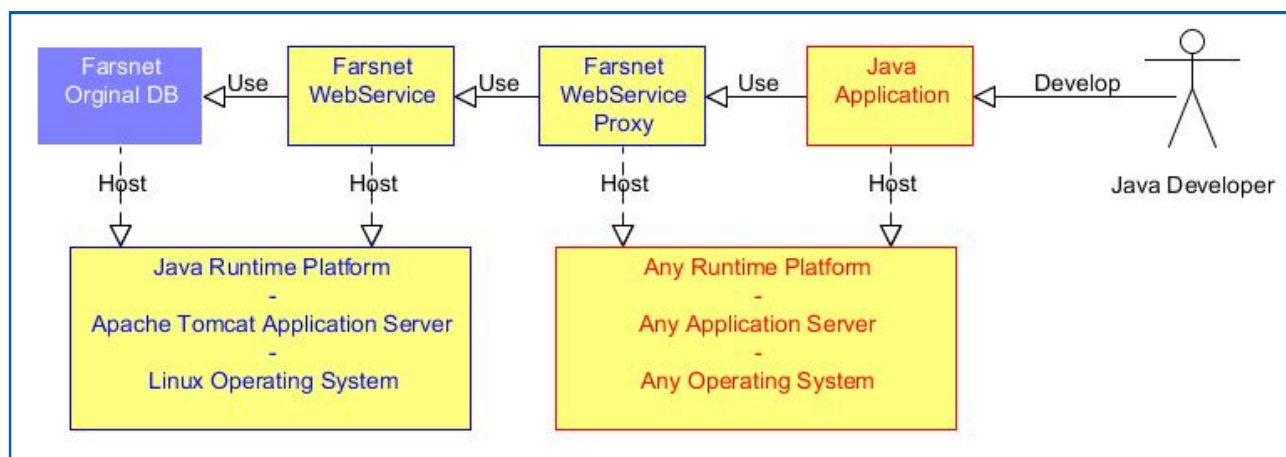 Farsnet
Orginal DB
Use
Farsnet
WebService
Use
Farsnet
WebService
Proxy
Use
Java
Application
Develop
Java Developer
Host
Host
Host
Host
Java Runtime Platform
-
Apache Tomcat Application Server
-
Linux Operating System
Any Runtime Platform
-
Any Application Server
-
Any Operating System